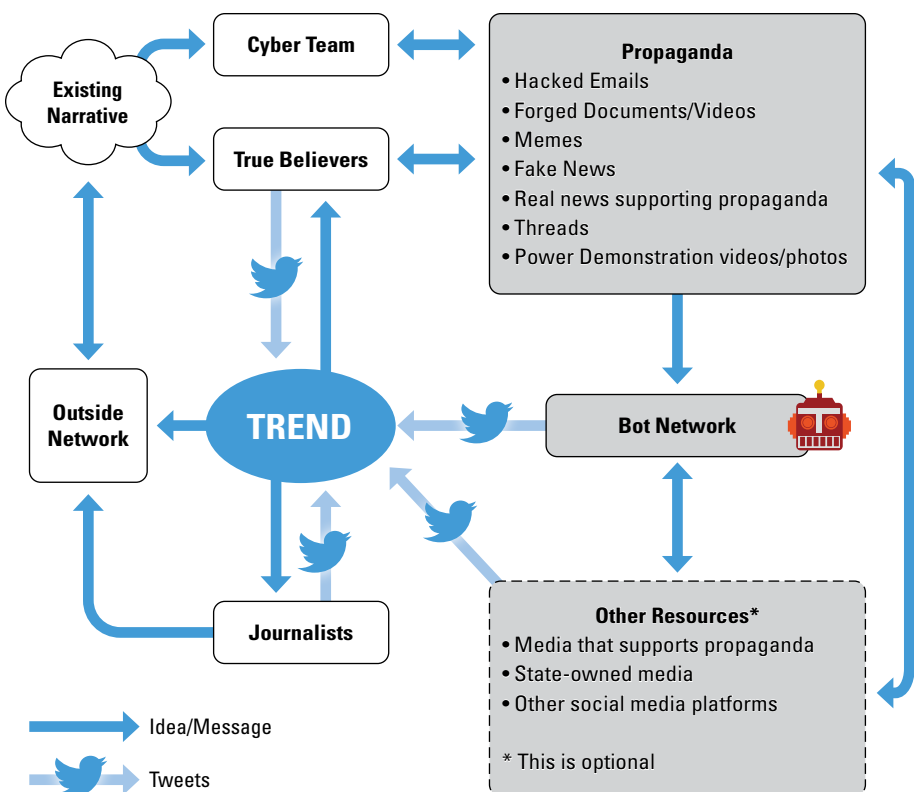 Existing
Narrative
Cyber Team
True Believers
Propaganda
• Hacked Emails
• Forged Documents/Videos
• Memes
• Fake News
• Real news supporting propaganda
• Threads
• Power Demonstration videos/photos
Outside
Network
TREND
Bot Network
Journalists
Other Resources*
• Media that supports propaganda
• State-owned media
• Other social media platforms
* This is optional
Idea/Message
Tweets